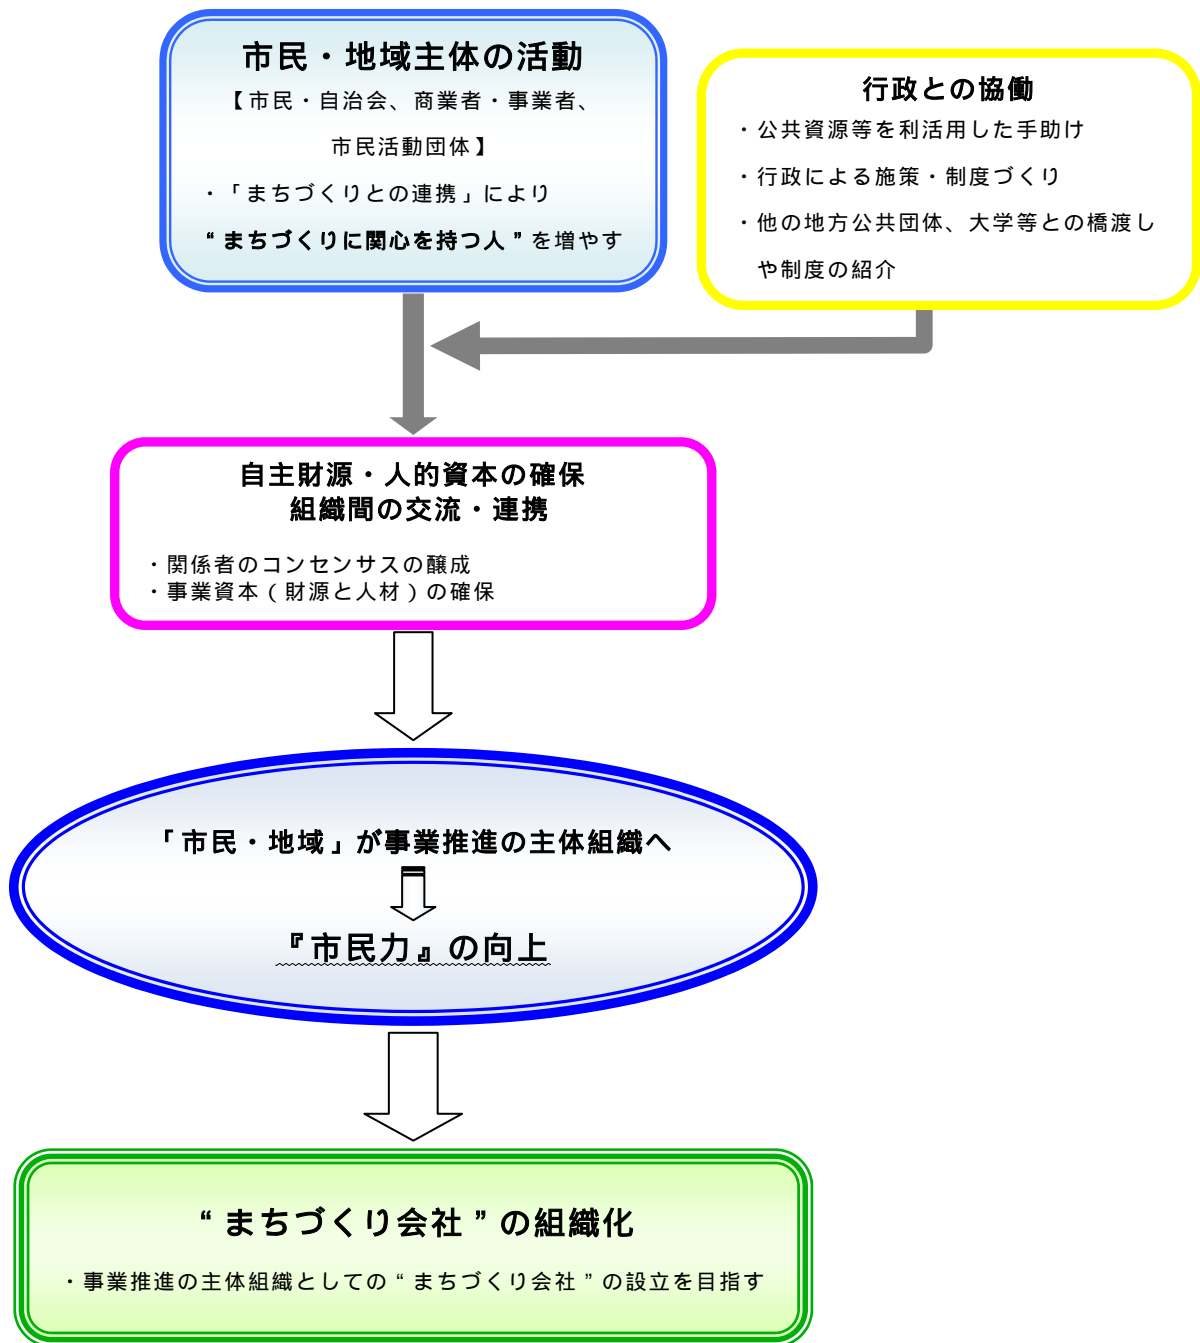 市民・地域主体の活動
【市民・自治会、商業者・事業者、
市民活動団体】
・「まちづくりとの連携」により
“まちづくりに関心を持つ人”を増やす
行政との協働
・公共資源等を利活用した手助け
・行政による施策・制度づくり
・他の地方公共団体、大学等との橋渡し
や制度の紹介
自主財源・人的資本の確保
組織間の交流・連携
・関係者のコンセンサスの醸成
・事業資本（財源と人材）の確保
「市民・地域」が事業推進の主体組織へ
『市民力』の向上
“まちづくり会社”の組織化
・事業推進の主体組織としての“まちづくり会社”の設立を目指す